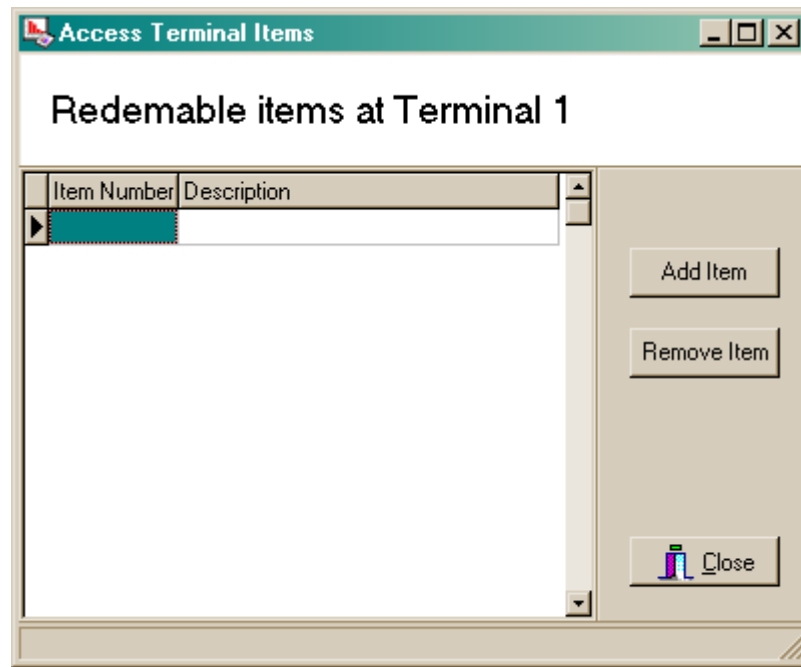 Access Terminal Items
Redemable items at Terminal 1
Item Number Description
Add Item
Remove Item
Close